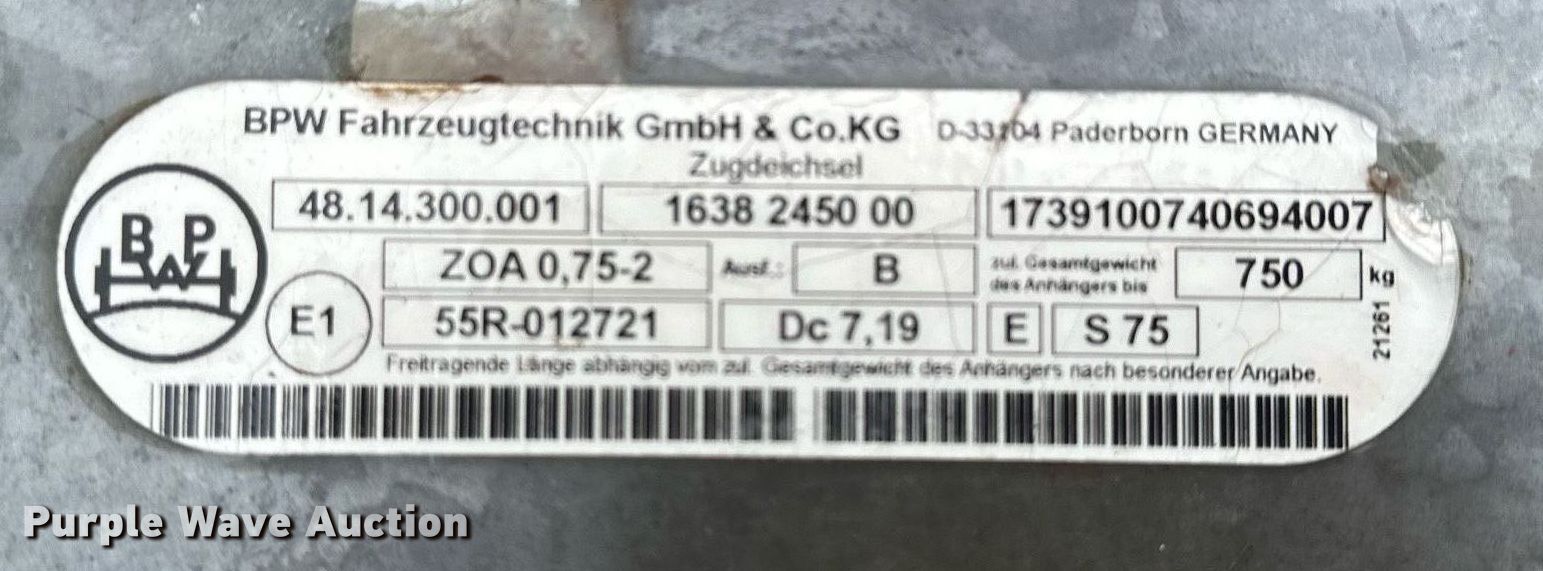 BPW Fahrzeugtechnik GmbH & Co.KG D-33104 Paderborn GERMANY
Zugdeichsel
BPW
48.14.300.001 1638 2450 00 1739100740694007
ZOA 0,75-2 Ausf.: B zul. Gesamtgewicht des Anhängers bis 750 kg
E1 55R-012721 Dc 7,19 E S 75
21261
Freitragende Länge abhängig vom zul. Gesamtgewicht des Anhängers nach besonderer Angabe.
Purple Wave Auction